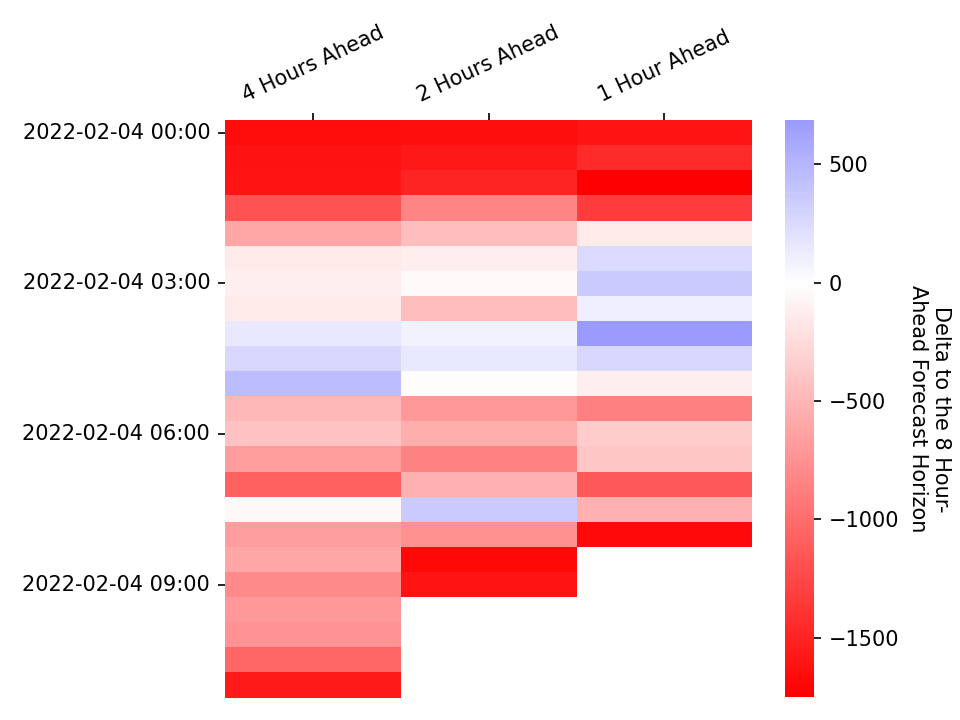 4 Hours Ahead
2 Hours Ahead
1 Hour Ahead
2022-02-04 00:00
2022-02-04 03:00
2022-02-04 06:00
2022-02-04 09:00
500
0
−500
−1000
−1500
Delta to the 8 Hour-
Ahead Forecast Horizon